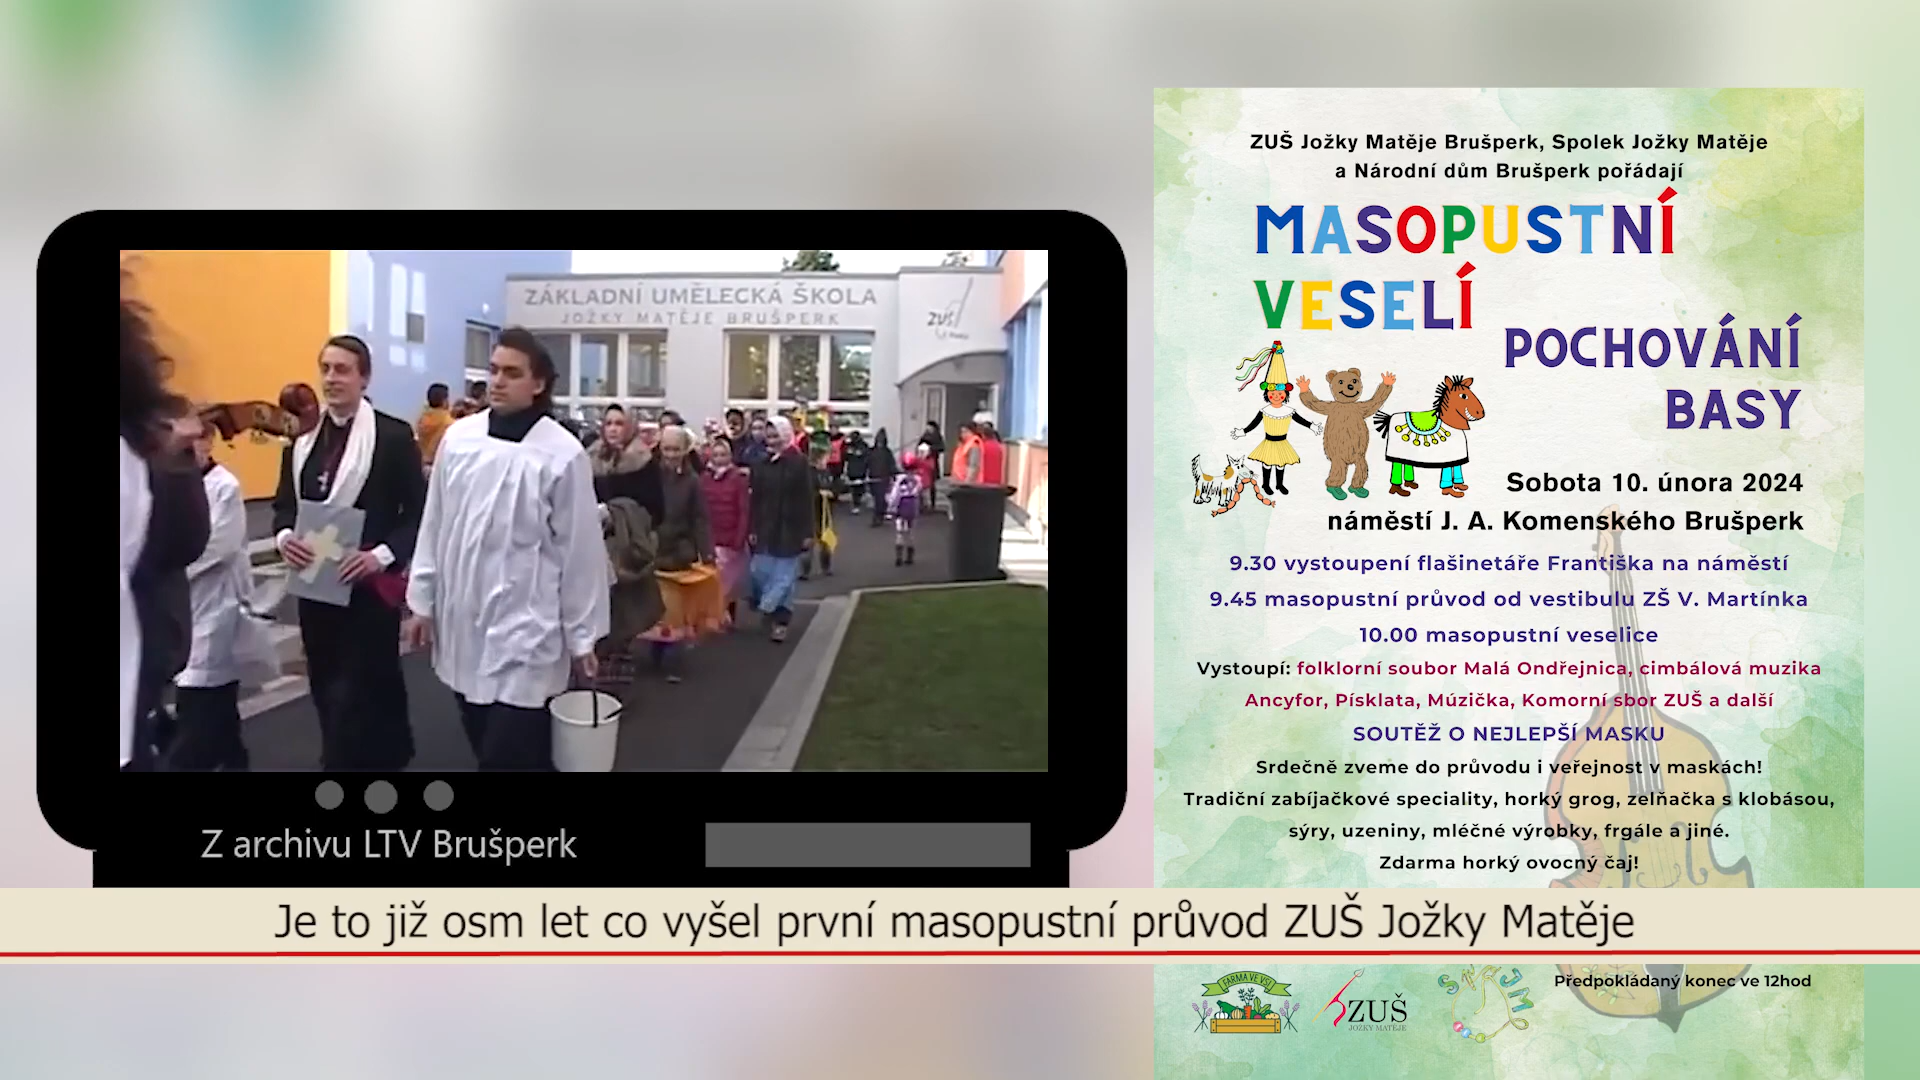 ZÁKLADNÍ UMĚLECKÁ ŠKOLA
JOŽKY MATĚJE BRUŠPERK
ZUŠ
Z archivu LTV Brušperk
ZUŠ Jožky Matěje Brušperk, Spolek Jožky Matěje
a Národní dům Brušperk pořádají
MASOPUSTNÍ
VESELÍ
POCHOVÁNÍ
BASY
Sobota 10. února 2024
náměstí J. A. Komenského Brušperk
9.30 vystoupení flašinetáře Františka na náměstí
9.45 masopustní průvod od vestibulu ZŠ V. Martínka
10.00 masopustní veselice
Vystoupí: folklorní soubor Malá Ondřejnica, cimbálová muzika
Ancyfor, Písklata, Múzička, Komorní sbor ZUŠ a další
SOUTĚŽ O NEJLEPŠÍ MASKU
Srdečně zveme do průvodu i veřejnost v maskách!
Tradiční zabíjačkové speciality, horký grog, zelňačka s klobásou,
sýry, uzeniny, mléčné výrobky, frgále a jiné.
Zdarma horký ovocný čaj!
Je to již osm let co vyšel první masopustní průvod ZUŠ Jožky Matěje
Předpokládaný konec ve 12hod
FARMA VE VSI
ZUŠ
JOŽKY MATĚJE